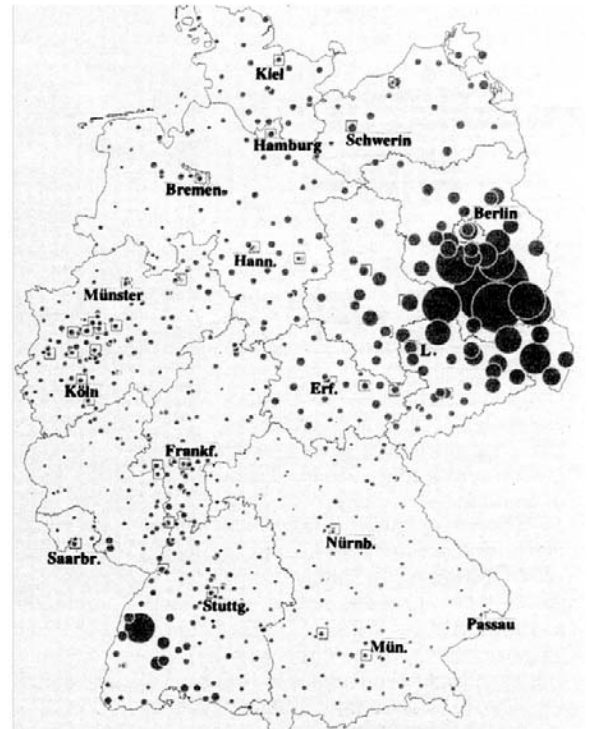 Kiel
Schwerin
Hamburg
Bremen.
Berlin
Hann.
Münster
L.
Köln
Erf.
Frankf.
Nürnb.
Saarbr.
Stuttg.
Passau
Mün.